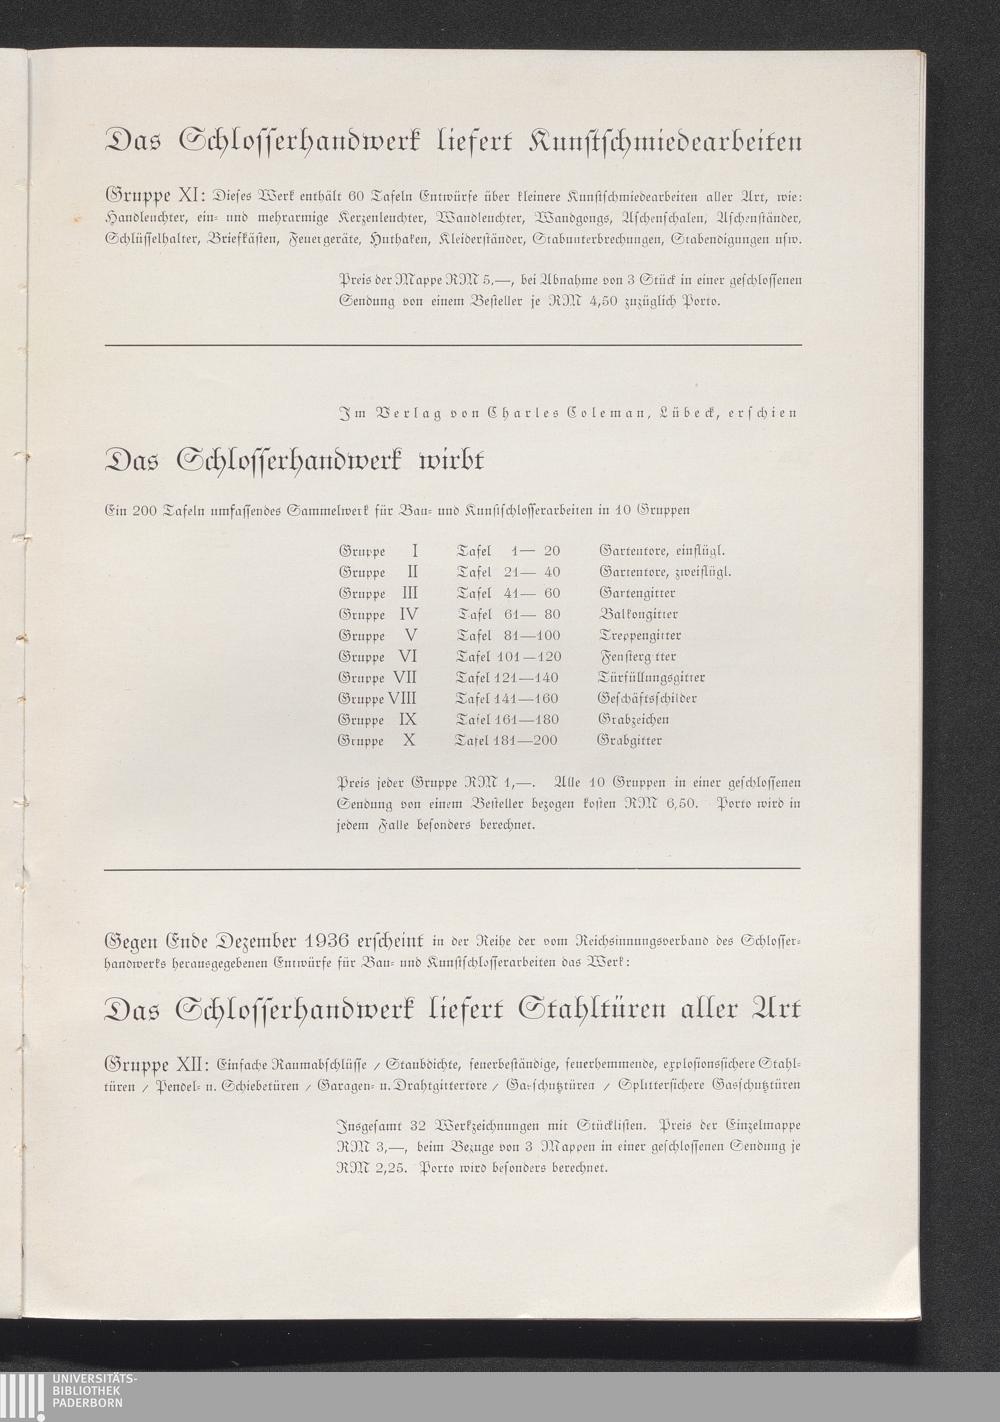 Das Schlosserhandwerk liefert Kunstschmiedearbeiten
Gruppe XI: Dieses Werk enthält 60 Tafeln Entwürfe über kleinere Kunstschmiedearbeiten aller Art, wie:
Handleuchter, ein- und mehrarmige Kerzenleuchter, Wandleuchter, Wandgongs, Aschenschalen, Aschenständer,
Schlüsselhalter, Briefkästen, Feuergeräte, Huthaken, Kleiderständer, Stabunterbrechungen, Stabendigungen usw.
Preis der Mappe RM 5,—, bei Abnahme von 3 Stück in einer geschlossenen
Sendung von einem Besteller je RM 4,50 zuzüglich Porto.
Im Verlag von Charles Coleman, Lübeck, erschien
Das Schlosserhandwerk wirbt
Ein 200 Tafeln umfassendes Sammelwerk für Bau- und Kunstschlosserarbeiten in 10 Gruppen
Gruppe I Tafel 1— 20 Gartentore, einflügl.
Gruppe II Tafel 21— 40 Gartentore, zweiflügl.
Gruppe III Tafel 41— 60 Gartengitter
Gruppe IV Tafel 61— 80 Balkongitter
Gruppe V Tafel 81—100 Treppengitter
Gruppe VI Tafel 101—120 Fenstergitter
Gruppe VII Tafel 121—140 Türfüllungsgitter
Gruppe VIII Tafel 141—160 Geschäftsschilder
Gruppe IX Tafel 161—180 Grabzeichen
Gruppe X Tafel 181—200 Grabgitter
Preis jeder Gruppe RM 1,—. Alle 10 Gruppen in einer geschlossenen
Sendung von einem Besteller bezogen kosten RM 6,50. Porto wird in
jedem Falle besonders berechnet.
Gegen Ende Dezember 1936 erscheint in der Reihe der vom Reichsinnungsverband des Schlosser-
handwerks herausgegebenen Entwürfe für Bau- und Kunstschlosserarbeiten das Werk:
Das Schlosserhandwerk liefert Stahltüren aller Art
Gruppe XII: Einfache Raumabschlüsse / Staubdichte, feuerbeständige, feuerhemmende, explosionssichere Stahl-
türen / Pendel- u. Schiebetüren / Garagen- u. Drahtgittertore / Gasschutztüren / Splittersichere Gasschutztüren
Insgesamt 32 Werkzeichnungen mit Stücklisten. Preis der Einzelmappe
RM 3,—, beim Bezuge von 3 Mappen in einer geschlossenen Sendung je
RM 2,25. Porto wird besonders berechnet.
UNIVERSITÄTS-
BIBLIOTHEK
PADERBORN